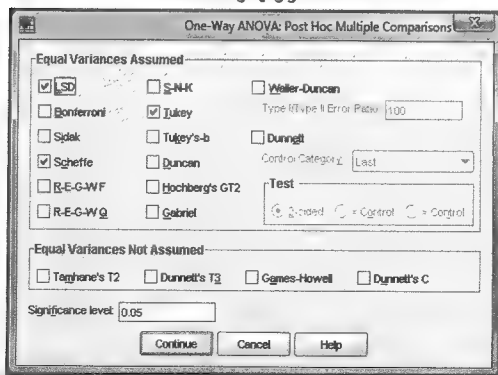 One-Way ANOVA: Post Hoc Multiple Comparisons
Equal Variances Assumed
LSD S-N-K Waller-Duncan
Bonferroni Tukey Type I/Type II Error Ratio: 100
Sidak Tukey's-b Dunnett
Scheffe Duncan Control Category: Last
R-E-G-W F Hochberg's GT2 Test
R-E-G-W Q Gabriel 2-sided < Control > Control
Equal Variances Not Assumed
Tamhane's T2 Dunnett's T3 Games-Howell Dunnett's C
Significance level: 0.05
Continue Cancel Help